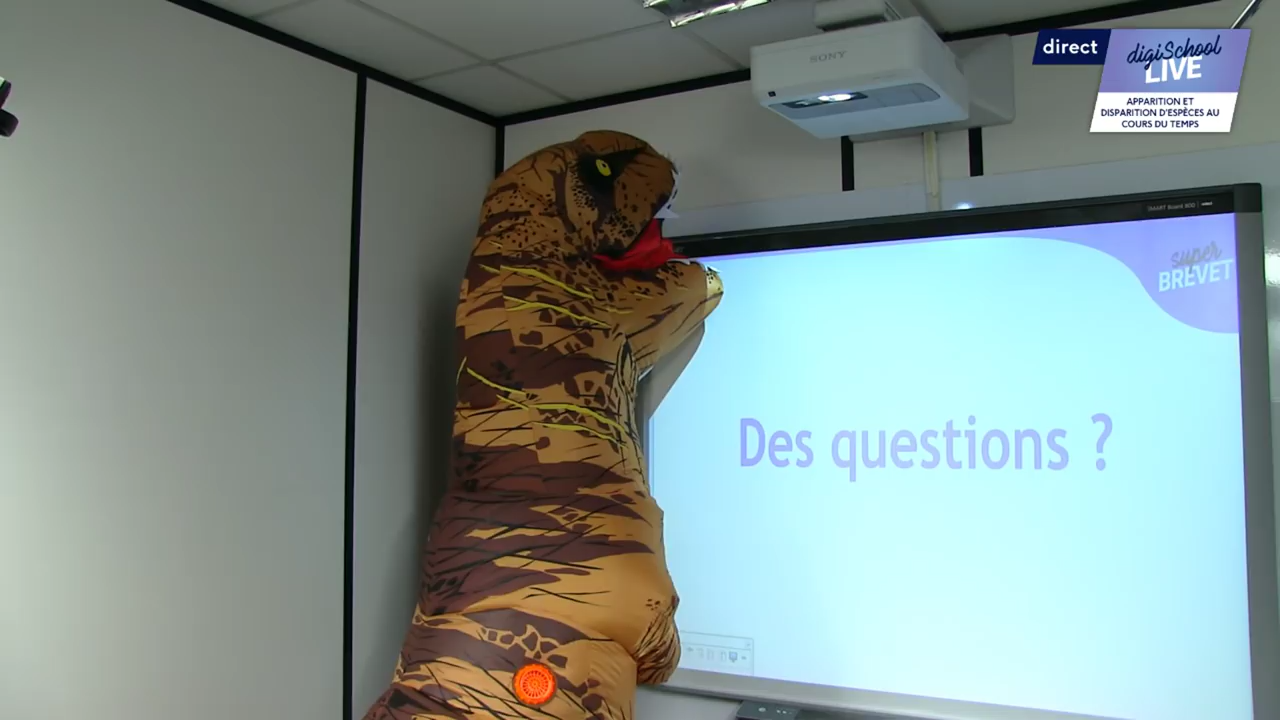 direct
digiSchool
LIVE
APPARITION ET
DISPARITION D'ESPÈCES AU
COURS DU TEMPS
SONY
super
BREVET
Des questions ?